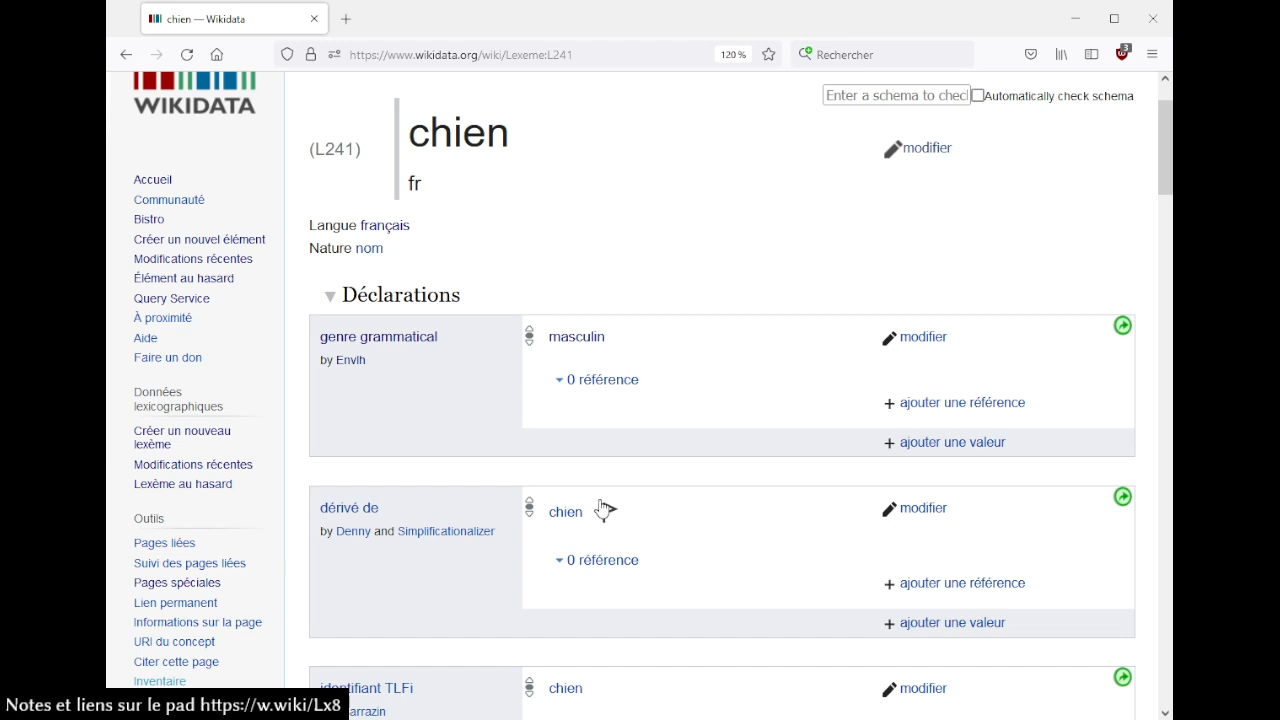 chien — Wikidata
https://www.wikidata.org/wiki/Lexeme:L241
120 %
Rechercher
3
WIKIDATA
Accueil
Communauté
Bistro
Créer un nouvel élément
Modifications récentes
Élément au hasard
Query Service
À proximité
Aide
Faire un don
Données
lexicographiques
Créer un nouveau
lexème
Modifications récentes
Lexème au hasard
Outils
Pages liées
Suivi des pages liées
Pages spéciales
Lien permanent
Informations sur la page
URI du concept
Citer cette page
Inventaire
Enter a schema to check Automatically check schema
(L241)
chien
modifier
fr
Langue français
Nature nom
Déclarations
genre grammatical
by Envlh
masculin
modifier
0 référence
+ ajouter une référence
+ ajouter une valeur
dérivé de
by Denny and Simplificationalizer
chien
modifier
0 référence
+ ajouter une référence
+ ajouter une valeur
identifiant TLFi
arrazin
chien
modifier
Notes et liens sur le pad https://w.wiki/Lx8